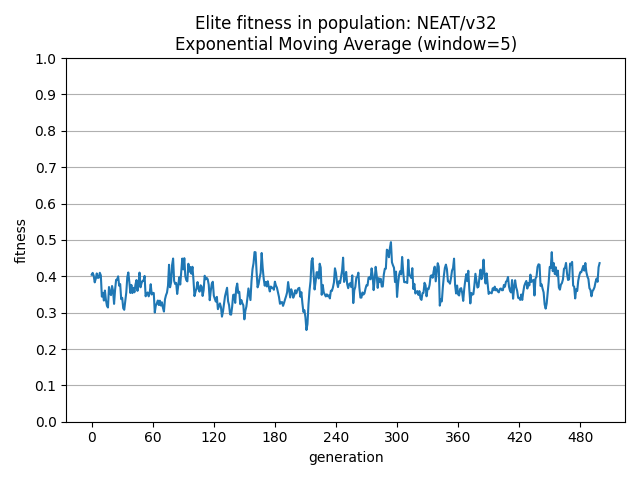 Elite fitness in population: NEAT/v32
Exponential Moving Average (window=5)
1.0
0.9
0.8
0.7
0.6
0.5
0.4
0.3
0.2
0.1
0.0
fitness
0 60 120 180 240 300 360 420 480
generation